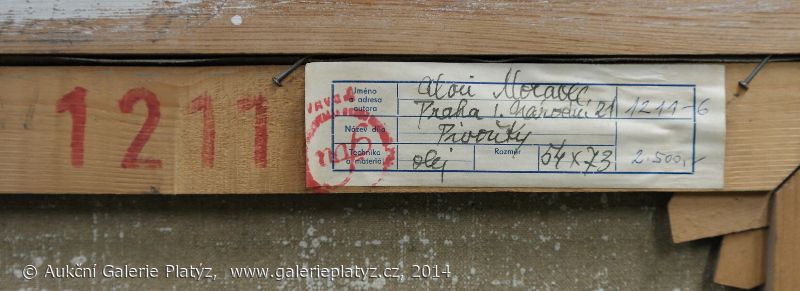 1211
Jméno a adresa autora
Alois Moravec
Praha 1. Národní 21
1211-6
Název díla
Pivoňky
Technika a materiál
olej
Rozměr
54x73
2.500,-
© Aukční Galerie Platýz, www.galerieplatyz.cz, 2014